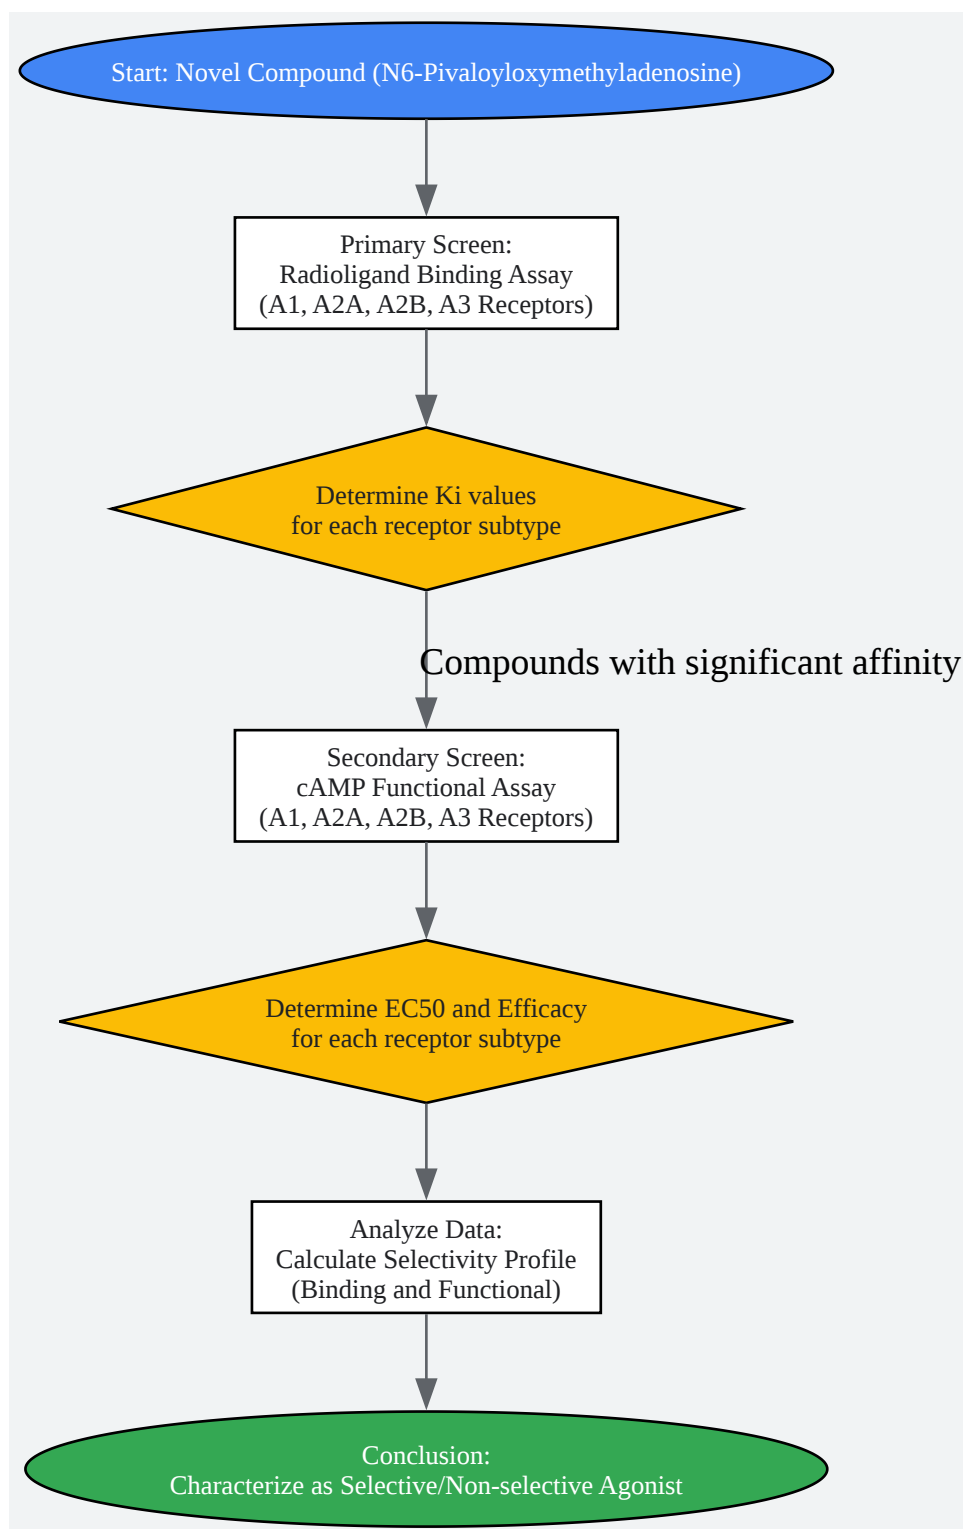 Start: Novel Compound (N6-Pivaloyloxymethyladenosine)
Primary Screen:
Radioligand Binding Assay
(A1, A2A, A2B, A3 Receptors)
Determine Ki values
for each receptor subtype
Compounds with significant affinity
Secondary Screen:
cAMP Functional Assay
(A1, A2A, A2B, A3 Receptors)
Determine EC50 and Efficacy
for each receptor subtype
Analyze Data:
Calculate Selectivity Profile
(Binding and Functional)
Conclusion:
Characterize as Selective/Non-selective Agonist